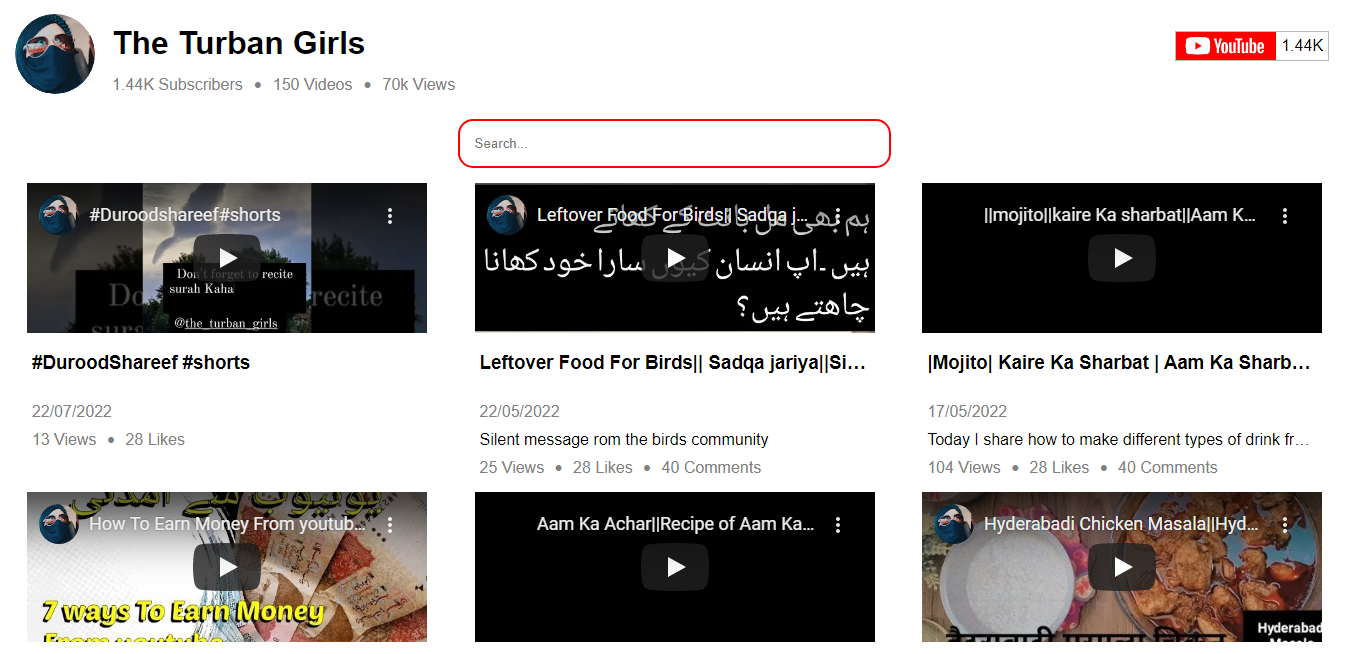 The Turban Girls
1.44K Subscribers • 150 Videos • 70k Views
YouTube 1.44K
Search...
#Duroodshareef#shorts
Don't forget to recite
surah Kaha
@the_turban_girls
#DuroodShareef #shorts
22/07/2022
13 Views • 28 Likes
Leftover Food For Birds|| Sadqa j...
ہم بھی مل بانٹ کے کھاتے
ہیں۔اپ انسان کیوں سارا خود کھانا
چاھتے ہیں؟
Leftover Food For Birds|| Sadqa jariya||Si...
22/05/2022
Silent message rom the birds community
25 Views • 28 Likes • 40 Comments
||mojito||kaire Ka sharbat||Aam K...
|Mojito| Kaire Ka Sharbat | Aam Ka Sharb...
17/05/2022
Today I share how to make different types of drink fr...
104 Views • 28 Likes • 40 Comments
یوٹیوب سے آمدنی
How To Earn Money From youtub...
7 ways To Earn Money
From youtube
Aam Ka Achar||Recipe of Aam Ka...
Hyderabadi Chicken Masala||Hyd...
Hyderabad
Masala